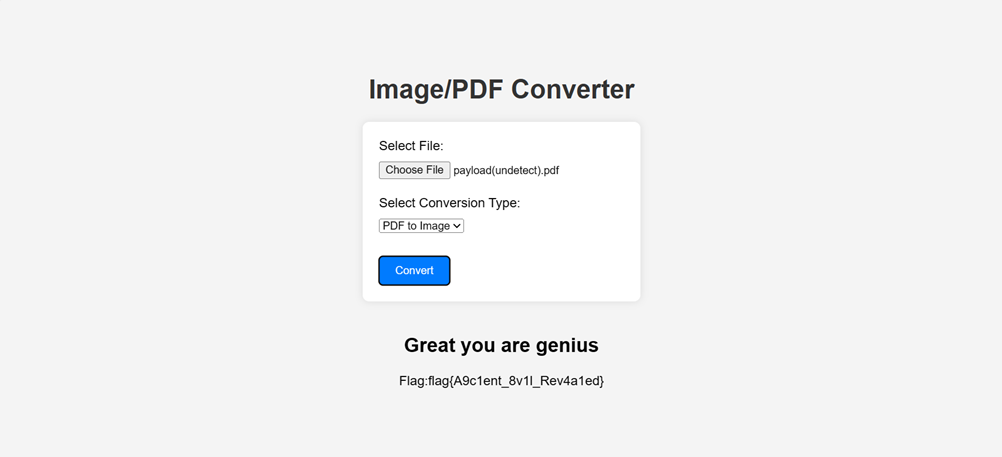 Image/PDF Converter
Select File:
Choose File payload(undetect).pdf
Select Conversion Type:
PDF to Image
Convert
Great you are genius
Flag:flag{A9c1ent_8v1l_Rev4a1ed}